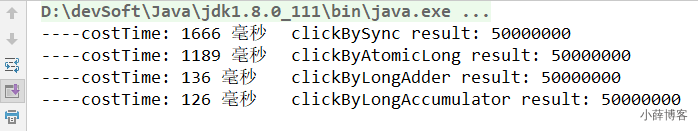 D:\devSoft\Java\jdk1.8.0_111\bin\java.exe ...
----costTime: 1666 毫秒 clickBySync result: 50000000
----costTime: 1189 毫秒 clickByAtomicLong result: 50000000
----costTime: 136 毫秒 clickByLongAdder result: 50000000
----costTime: 126 毫秒 clickByLongAccumulator result: 50000000
小薛博客